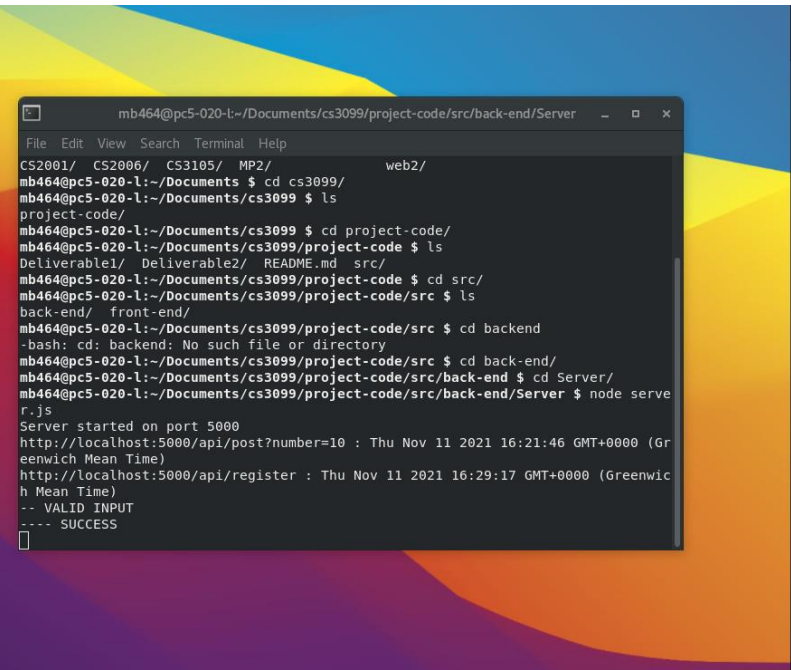 mb464@pc5-020-l:~/Documents/cs3099/project-code/src/back-end/Server
File Edit View Search Terminal Help
CS2001/ CS2006/ CS3105/ MP2/ web2/
mb464@pc5-020-l:~/Documents $ cd cs3099/
mb464@pc5-020-l:~/Documents/cs3099 $ ls
project-code/
mb464@pc5-020-l:~/Documents/cs3099 $ cd project-code/
mb464@pc5-020-l:~/Documents/cs3099/project-code $ ls
Deliverable1/ Deliverable2/ README.md src/
mb464@pc5-020-l:~/Documents/cs3099/project-code $ cd src/
mb464@pc5-020-l:~/Documents/cs3099/project-code/src $ ls
back-end/ front-end/
mb464@pc5-020-l:~/Documents/cs3099/project-code/src $ cd backend
-bash: cd: backend: No such file or directory
mb464@pc5-020-l:~/Documents/cs3099/project-code/src $ cd back-end/
mb464@pc5-020-l:~/Documents/cs3099/project-code/src/back-end $ cd Server/
mb464@pc5-020-l:~/Documents/cs3099/project-code/src/back-end/Server $ node serve
r.js
Server started on port 5000
http://localhost:5000/api/post?number=10 : Thu Nov 11 2021 16:21:46 GMT+0000 (Gr
eenwich Mean Time)
http://localhost:5000/api/register : Thu Nov 11 2021 16:29:17 GMT+0000 (Greenwic
h Mean Time)
-- VALID INPUT
---- SUCCESS